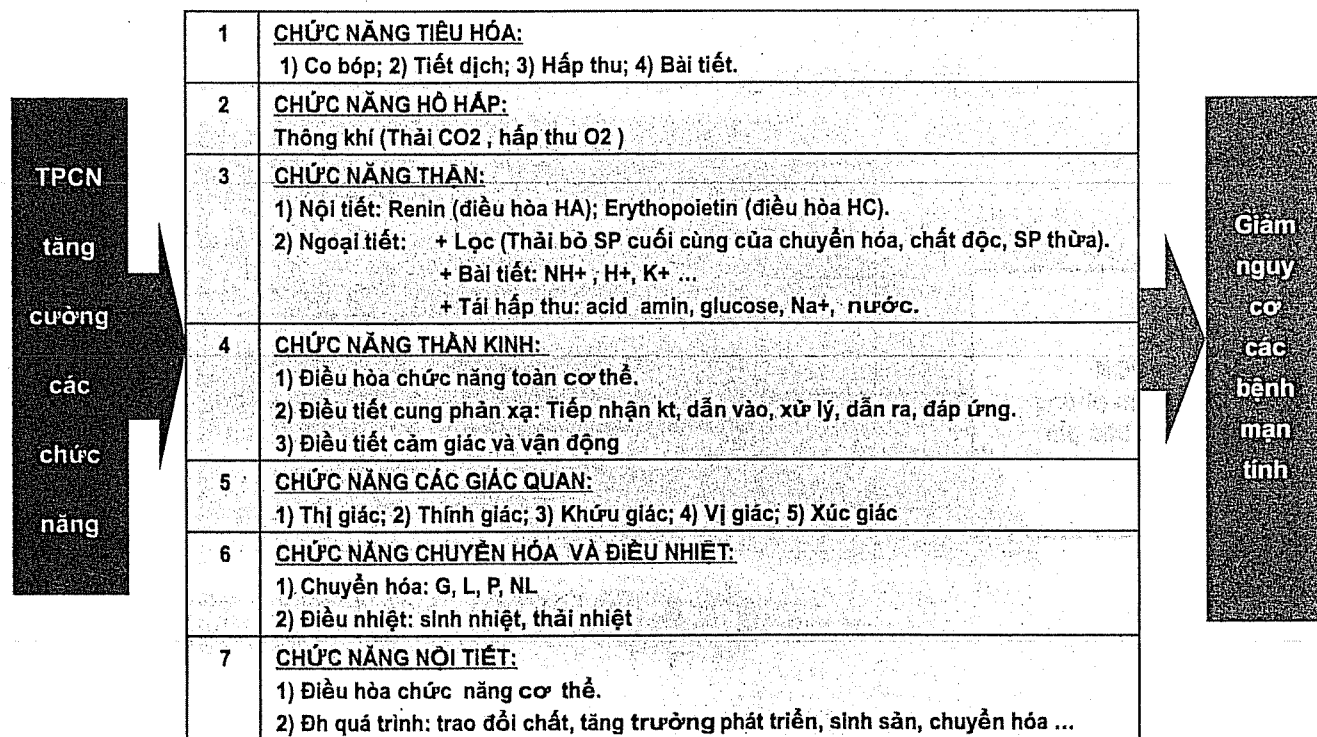 TPCN
tăng
cường
các
chức
năng
1 CHỨC NĂNG TIÊU HÓA:
1) Co bóp; 2) Tiết dịch; 3) Hấp thu; 4) Bài tiết.
2 CHỨC NĂNG HÔ HẤP:
Thông khí (Thải CO2 , hấp thu O2 )
3 CHỨC NĂNG THẬN:
1) Nội tiết: Renin (điều hòa HA); Erythopoietin (điều hòa HC).
2) Ngoại tiết: + Lọc (Thải bỏ SP cuối cùng của chuyển hóa, chất độc, SP thừa).
+ Bài tiết: NH+ , H+, K+ ...
+ Tái hấp thu: acid amin, glucose, Na+, nước.
4 CHỨC NĂNG THẦN KINH:
1) Điều hòa chức năng toàn cơ thể.
2) Điều tiết cung phản xạ: Tiếp nhận kt, dẫn vào, xử lý, dẫn ra, đáp ứng.
3) Điều tiết cảm giác và vận động
5 CHỨC NĂNG CÁC GIÁC QUAN:
1) Thị giác; 2) Thính giác; 3) Khứu giác; 4) Vị giác; 5) Xúc giác
6 CHỨC NĂNG CHUYỂN HÓA VÀ ĐIỀU NHIỆT:
1) Chuyển hóa: G, L, P, NL
2) Điều nhiệt: sinh nhiệt, thải nhiệt
7 CHỨC NĂNG NỘI TIẾT:
1) Điều hòa chức năng cơ thể.
2) Đh quá trình: trao đổi chất, tăng trưởng phát triển, sinh sản, chuyển hóa ...
Giảm
nguy
cơ
các
bệnh
mạn
tính